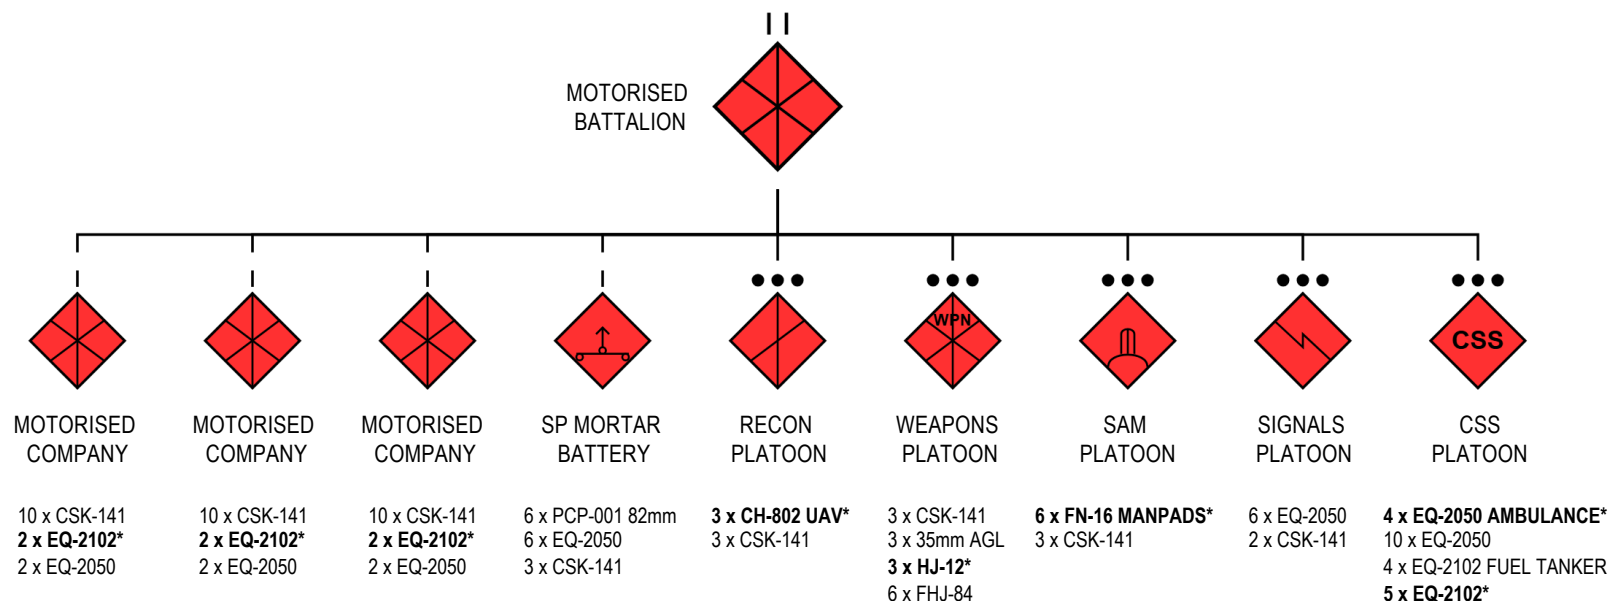 MOTORISED
BATTALION
WPN
CSS
MOTORISED
COMPANY
10 x CSK-141
2 x EQ-2102*
2 x EQ-2050
MOTORISED
COMPANY
10 x CSK-141
2 x EQ-2102*
2 x EQ-2050
MOTORISED
COMPANY
10 x CSK-141
2 x EQ-2102*
2 x EQ-2050
SP MORTAR
BATTERY
6 x PCP-001 82mm
6 x EQ-2050
3 x CSK-141
RECON
PLATOON
3 x CH-802 UAV*
3 x CSK-141
WEAPONS
PLATOON
3 x CSK-141
3 x 35mm AGL
3 x HJ-12*
6 x FHJ-84
SAM
PLATOON
6 x FN-16 MANPADS*
3 x CSK-141
SIGNALS
PLATOON
6 x EQ-2050
2 x CSK-141
CSS
PLATOON
4 x EQ-2050 AMBULANCE*
10 x EQ-2050
4 x EQ-2102 FUEL TANKER
5 x EQ-2102*